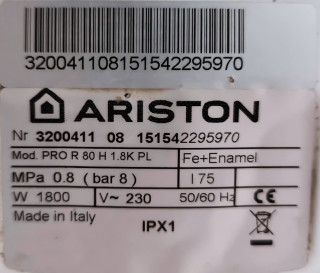 320041108151542295970
ARISTON
Nr 3200411 08 151542295970
Mod. PRO R 80 H 1.8K PL Fe+Enamel
MPa 0.8 ( bar 8) l 75
W 1800 V~ 230 50/60 Hz CE
Made in Italy IPX1